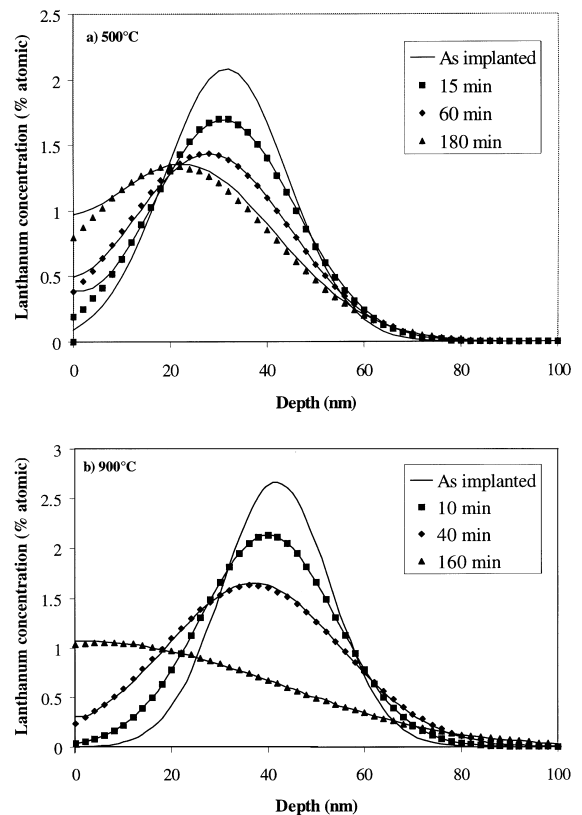 a) 500°C
As implanted
15 min
60 min
180 min
2.5
2
1.5
1
0.5
0
Lanthanum concentration (% atomic)
0 20 40 60 80 100
Depth (nm)
b) 900°C
As implanted
10 min
40 min
160 min
3
2.5
2
1.5
1
0.5
0
Lanthanum concentration (% atomic)
0 20 40 60 80 100
Depth (nm)